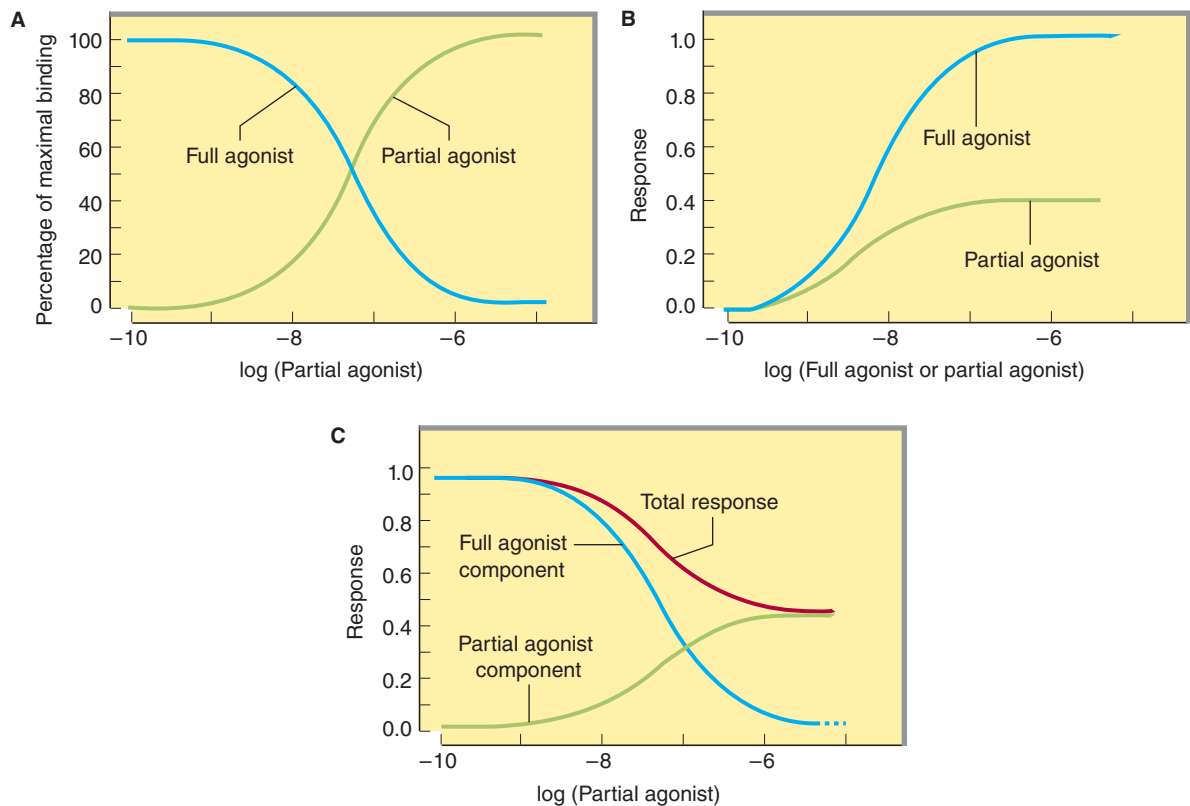 A
Percentage of maximal binding
100
80
60
40
20
0
Full agonist
Partial agonist
−10
−8
−6
log (Partial agonist)
B
Response
1.0
0.8
0.6
0.4
0.2
0.0
Full agonist
Partial agonist
−10
−8
−6
log (Full agonist or partial agonist)
C
Response
1.0
0.8
0.6
0.4
0.2
0.0
Total response
Full agonist
component
Partial agonist
component
−10
−8
−6
log (Partial agonist)